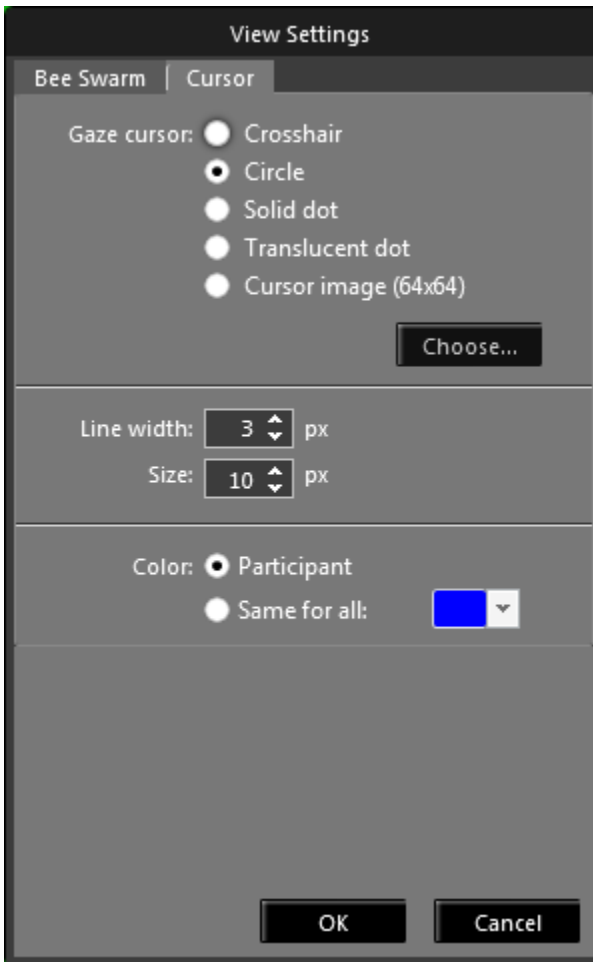 View Settings
Bee Swarm | Cursor
Gaze cursor: Crosshair
Circle
Solid dot
Translucent dot
Cursor image (64x64)
Choose...
Line width: 3 px
Size: 10 px
Color: Participant
Same for all:
OK Cancel